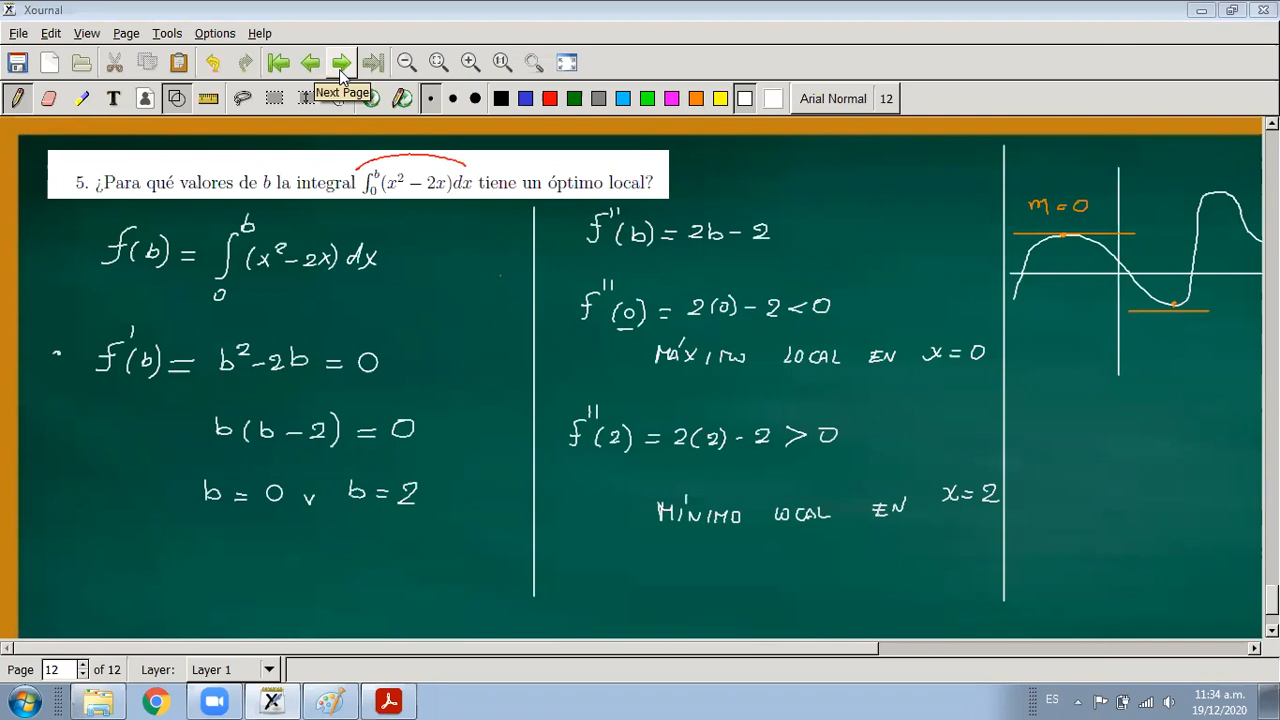 Xournal
File Edit View Page Tools Options Help
Next Page
Arial Normal 12
5. ¿Para qué valores de b la integral ∫₀ᵇ(x² − 2x)dx tiene un óptimo local?
f(b) = ∫₀ᵇ (x²-2x) dx
f'(b) = b²-2b = 0
b(b-2) = 0
b = 0 v b = 2
f''(b) = 2b-2
f''(0) = 2(0)-2 < 0
MÁXIMO LOCAL EN x=0
f''(2) = 2(2)-2 > 0
MÍNIMO LOCAL EN x=2
m=0
Page 12 of 12 Layer: Layer 1
ES 11:34 a.m.
19/12/2020